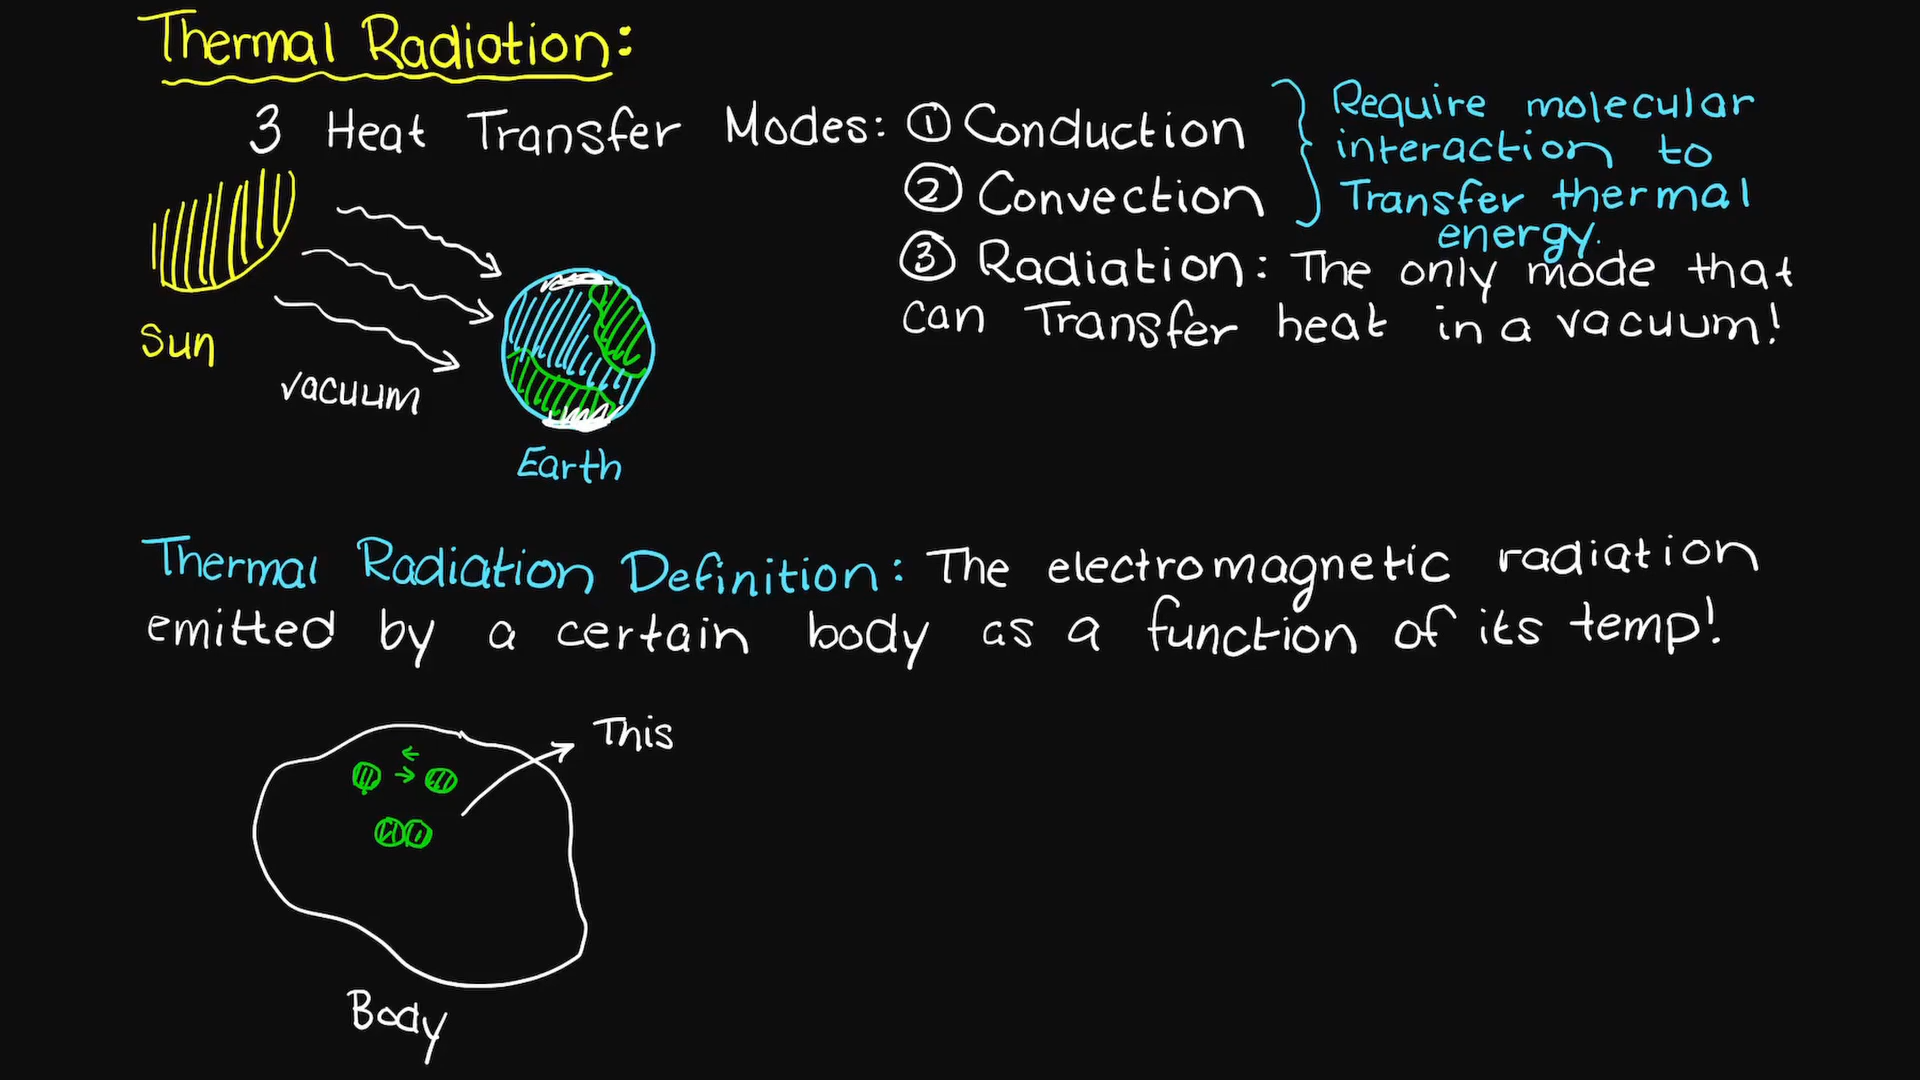 Thermal Radiation:
3 Heat Transfer Modes: ① Conduction
② Convection
Require molecular
interaction to
Transfer thermal
energy.
③ Radiation: The only mode that
can Transfer heat in a vacuum!
Sun
vacuum
Earth
Thermal Radiation Definition: The electromagnetic radiation
emitted by a certain body as a function of its temp!
This
Body